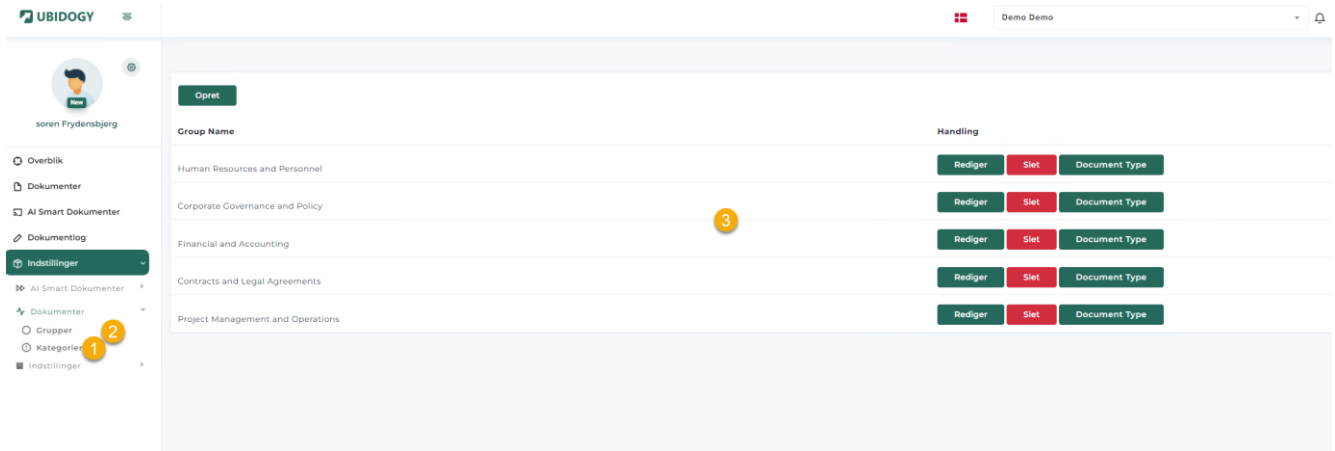 UBIDOGY
Demo Demo
New
soren Frydensbjerg
Overblik
Dokumenter
AI Smart Dokumenter
Dokumentlog
Indstillinger
AI Smart Dokumenter
Dokumenter
Grupper
2
Kategorier
1
Indstillinger
Opret
Group Name Handling
Human Resources and Personnel Rediger Slet Document Type
Corporate Governance and Policy Rediger Slet Document Type
3
Financial and Accounting Rediger Slet Document Type
Contracts and Legal Agreements Rediger Slet Document Type
Project Management and Operations Rediger Slet Document Type